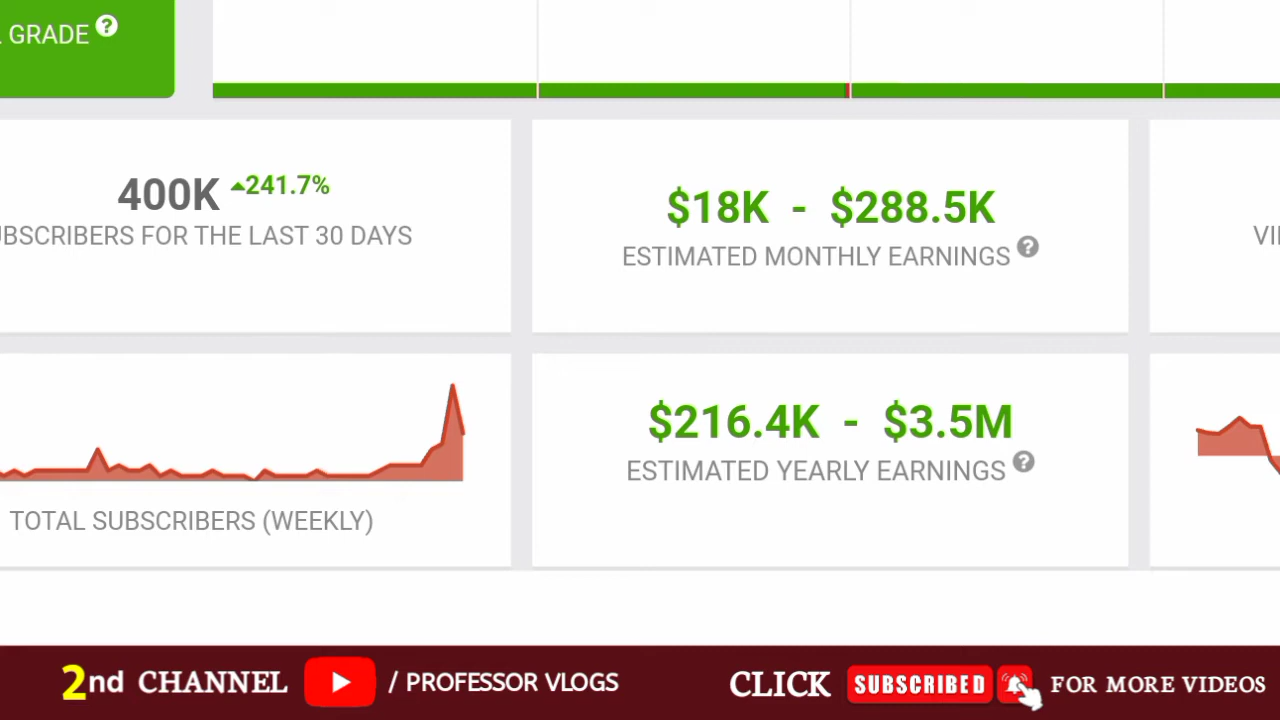 GRADE ?
400K 241.7%
SUBSCRIBERS FOR THE LAST 30 DAYS
$18K - $288.5K
ESTIMATED MONTHLY EARNINGS ?
TOTAL SUBSCRIBERS (WEEKLY)
$216.4K - $3.5M
ESTIMATED YEARLY EARNINGS ?
2nd CHANNEL / PROFESSOR VLOGS CLICK SUBSCRIBED FOR MORE VIDEOS